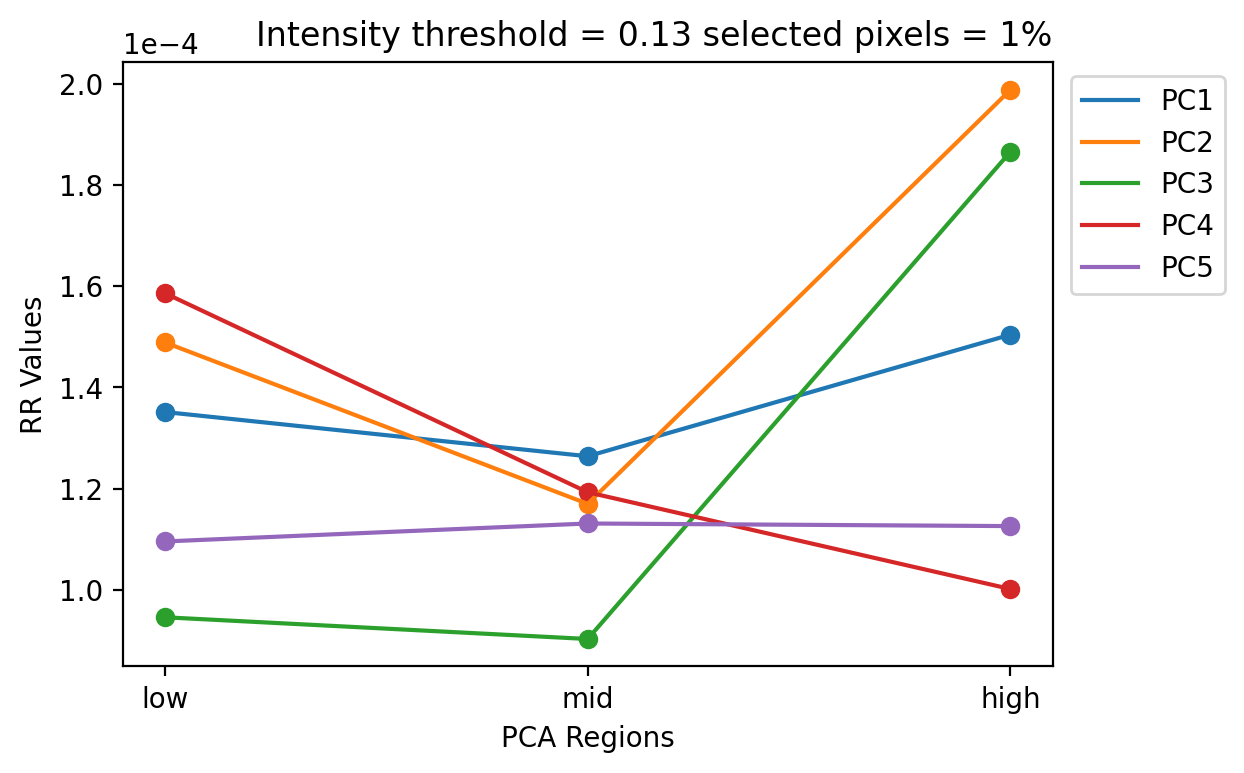 Intensity threshold = 0.13 selected pixels = 1%
1e−4
2.0
1.8
1.6
1.4
1.2
1.0
RR Values
low
mid
high
PCA Regions
PC1
PC2
PC3
PC4
PC5